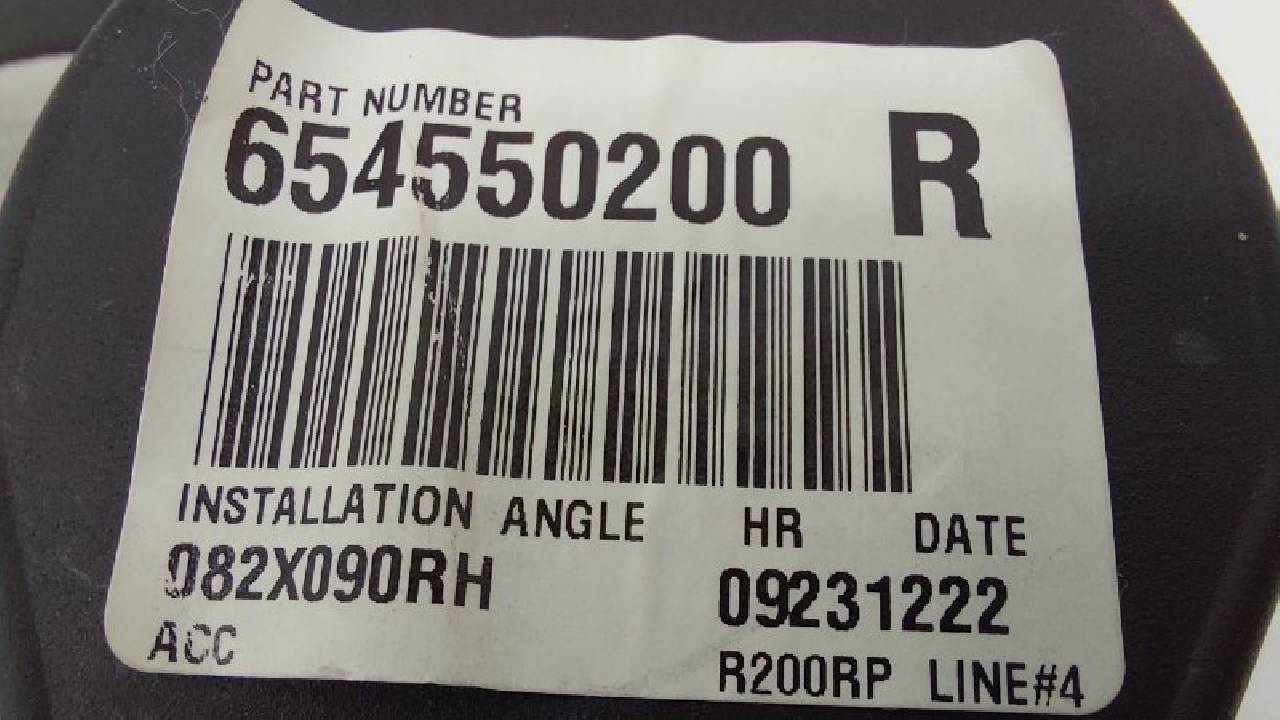 PART NUMBER
654550200 R
INSTALLATION ANGLE HR DATE
082X090RH 09231222
ACC R200RP LINE#4